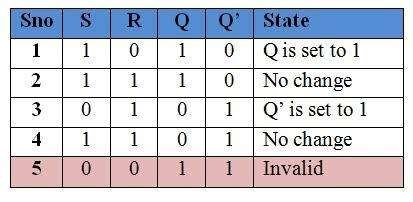 Sno S R Q Q’ State
1 1 0 1 0 Q is set to 1
2 1 1 1 0 No change
3 0 1 0 1 Q’ is set to 1
4 1 1 0 1 No change
5 0 0 1 1 Invalid